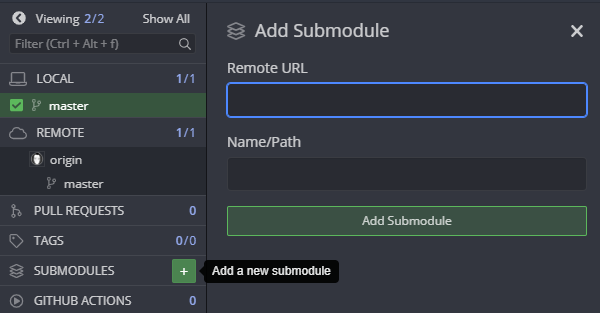 Viewing 2/2 Show All
Filter (Ctrl + Alt + f)
LOCAL 1/1
master
REMOTE 1/1
origin
master
PULL REQUESTS 0
TAGS 0/0
SUBMODULES +
Add a new submodule
GITHUB ACTIONS 0
Add Submodule
Remote URL
Name/Path
Add Submodule